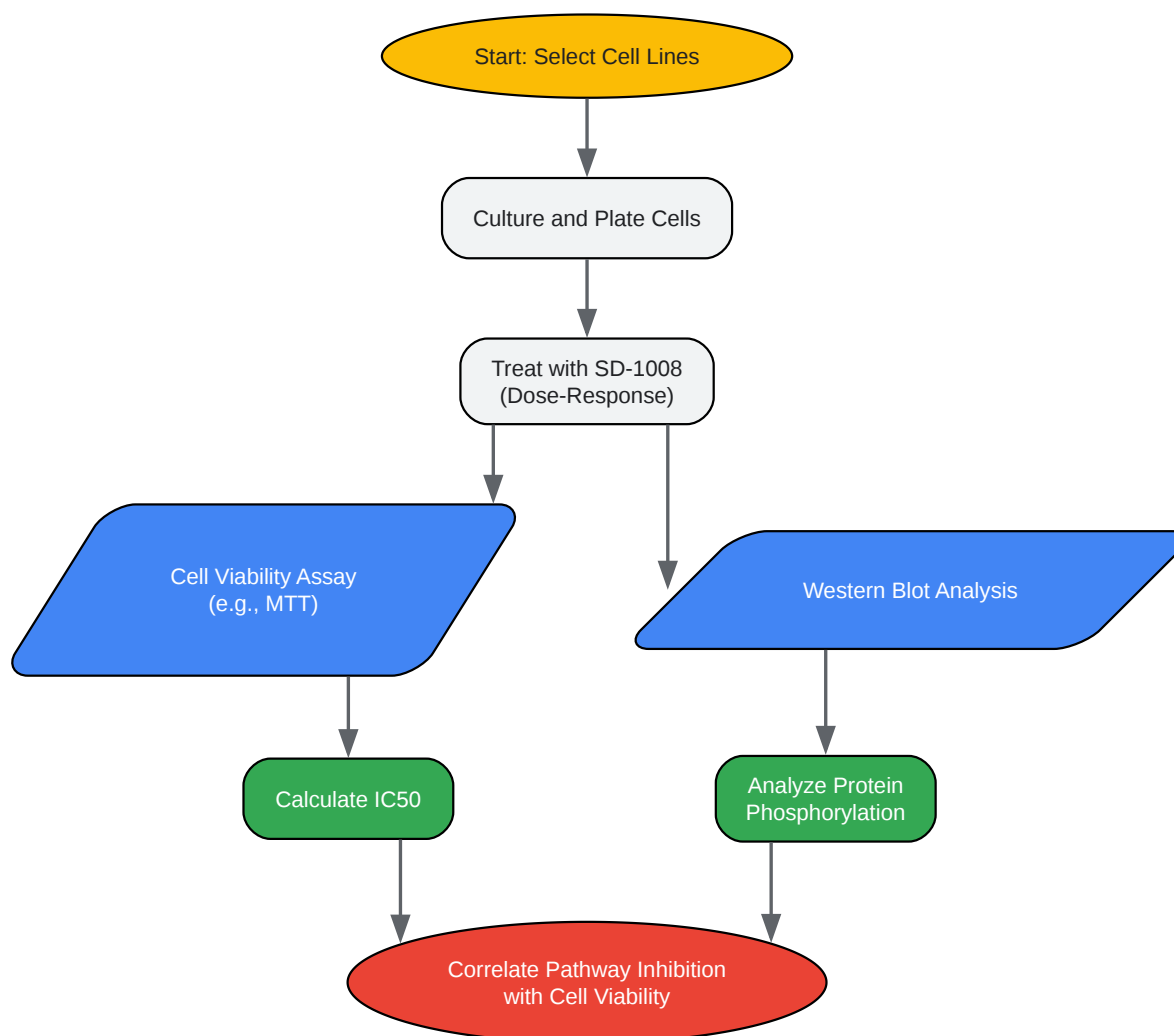 Start: Select Cell Lines
Culture and Plate Cells
Treat with SD-1008
(Dose-Response)
Cell Viability Assay
(e.g., MTT)
Western Blot Analysis
Calculate IC50
Analyze Protein
Phosphorylation
Correlate Pathway Inhibition
with Cell Viability